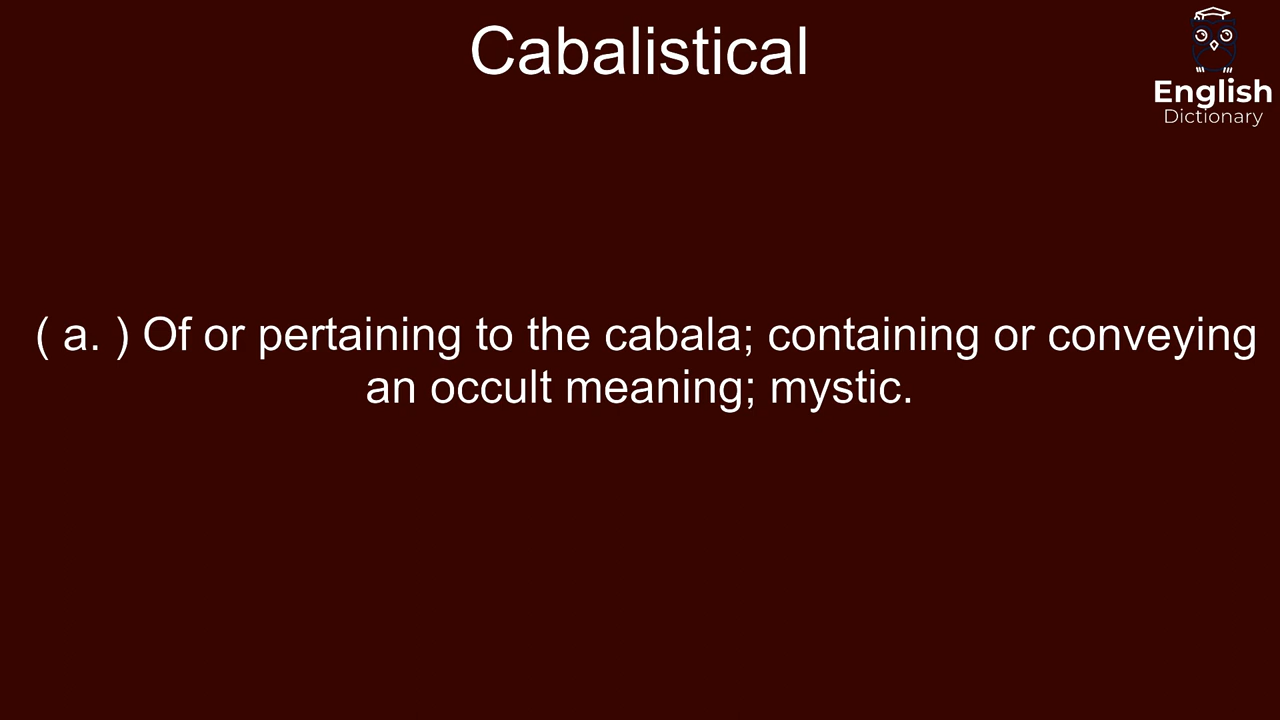 Cabalistical
English
Dictionary
( a. ) Of or pertaining to the cabala; containing or conveying
an occult meaning; mystic.